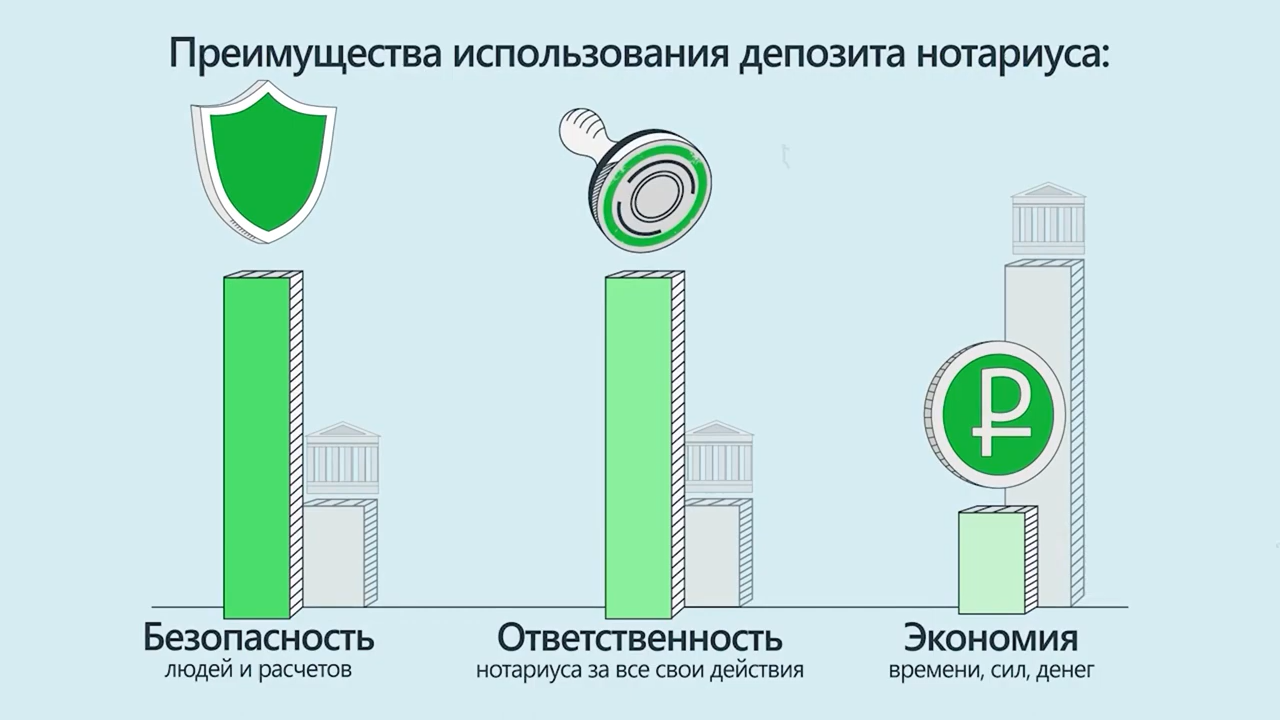 Преимущества использования депозита нотариуса:
Безопасность
людей и расчетов
Ответственность
нотариуса за все свои действия
Экономия
времени, сил, денег